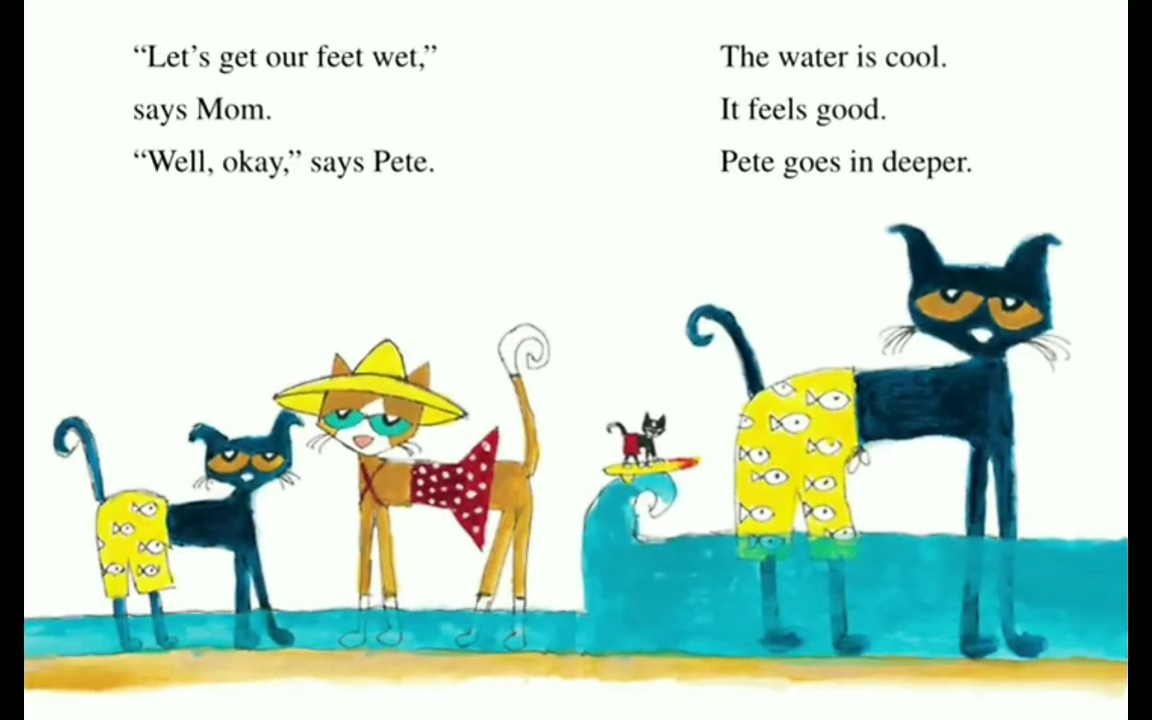 “Let’s get our feet wet,”
says Mom.
“Well, okay,” says Pete.
The water is cool.
It feels good.
Pete goes in deeper.